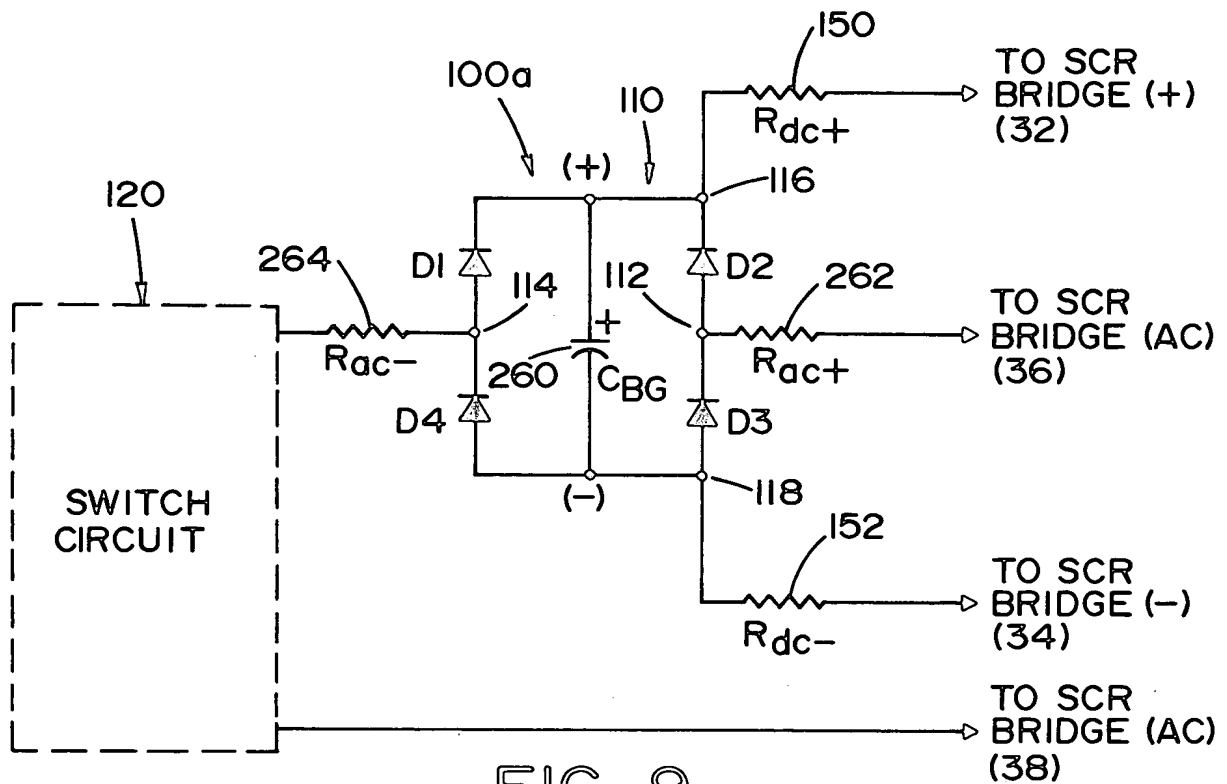 150
TO SCR
BRIDGE (+)
(32)
100a
110
Rdc+
(+)
116
120
264
D1
114
112
D2
262
TO SCR
BRIDGE (AC)
(36)
Rac-
+
260
CBG
Rac+
D4
D3
(-)
118
SWITCH
CIRCUIT
152
TO SCR
BRIDGE (-)
(34)
Rdc-
TO SCR
BRIDGE (AC)
(38)
FIG. 9